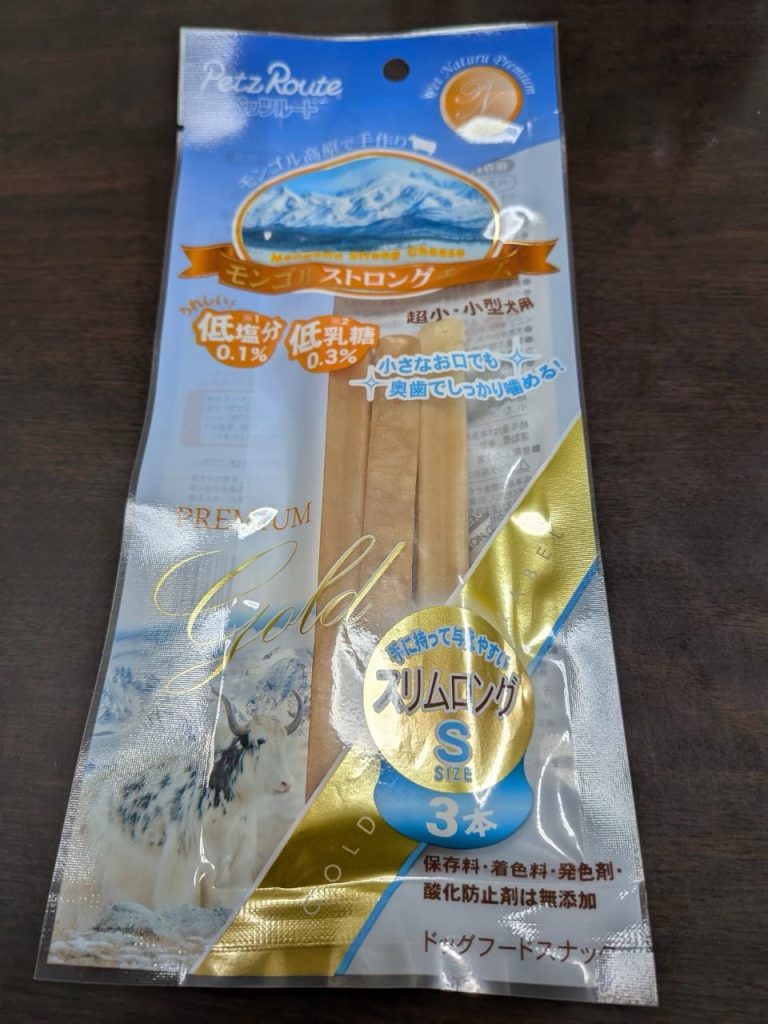 Petz Route
ペッツルート
Pet Naturu Premium
モンゴル高原で手作り
Mongolia Strong Cheese
モンゴルストロングチーズ
超小・小型犬用
うれしい!
低塩分※1
0.1%
低乳糖※2
0.3%
小さなお口でも
奥歯でしっかり噛める!
PREMIUM
Gold
手に持って与えやすい
スリムロング
S
SIZE
3本
GOLD LABEL
保存料・着色料・発色剤・
酸化防止剤は無添加
ドッグフードスナック